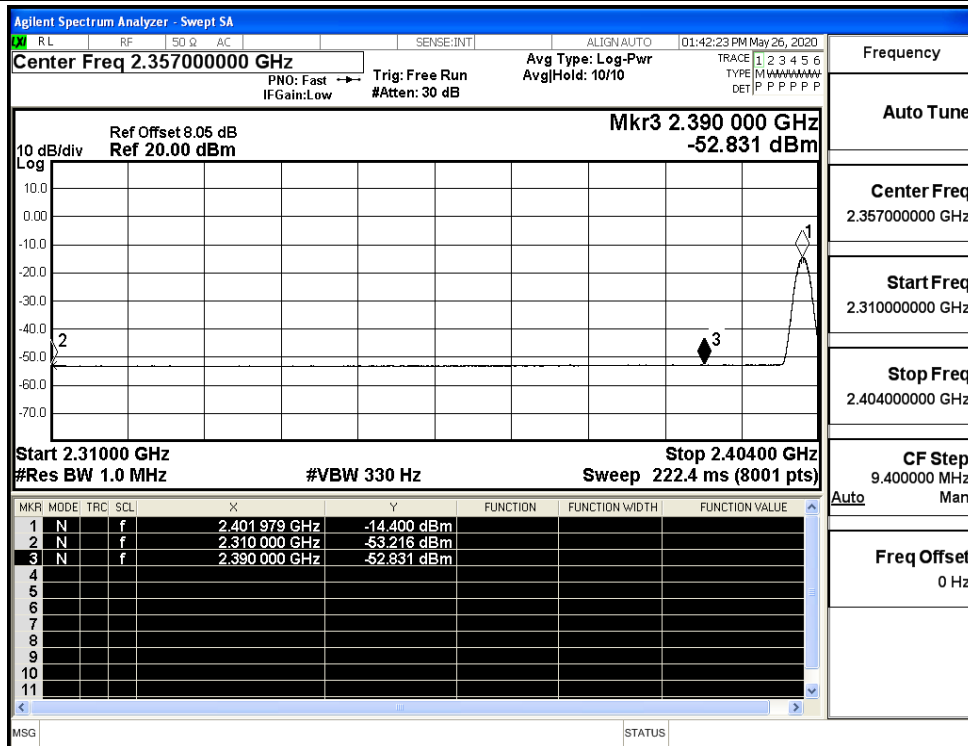 Agilent Spectrum Analyzer - Swept SA
LXI RL RF 50 Ω AC SENSE:INT ALIGN AUTO 01:42:23 PM May 26, 2020
Center Freq 2.357000000 GHz
PNO: Fast
IFGain:Low
Trig: Free Run
#Atten: 30 dB
Avg Type: Log-Pwr
Avg|Hold: 10/10
TRACE 1 2 3 4 5 6
TYPE M WWWWW
DET P P P P P P
Ref Offset 8.05 dB
10 dB/div Ref 20.00 dBm
Log
Mkr3 2.390 000 GHz
-52.831 dBm
10.0
0.00
-10.0
-20.0
-30.0
-40.0
-50.0
-60.0
-70.0
1
2
3
Start 2.31000 GHz Stop 2.40400 GHz
#Res BW 1.0 MHz #VBW 330 Hz Sweep 222.4 ms (8001 pts)
MKR MODE TRC SCL X Y FUNCTION FUNCTION WIDTH FUNCTION VALUE
1 N f 2.401 979 GHz -14.400 dBm
2 N f 2.310 000 GHz -53.216 dBm
3 N f 2.390 000 GHz -52.831 dBm
4
5
6
7
8
9
10
11
MSG STATUS
Frequency
Auto Tune
Center Freq
2.357000000 GHz
Start Freq
2.310000000 GHz
Stop Freq
2.404000000 GHz
CF Step
9.400000 MHz
Auto Man
Freq Offset
0 Hz